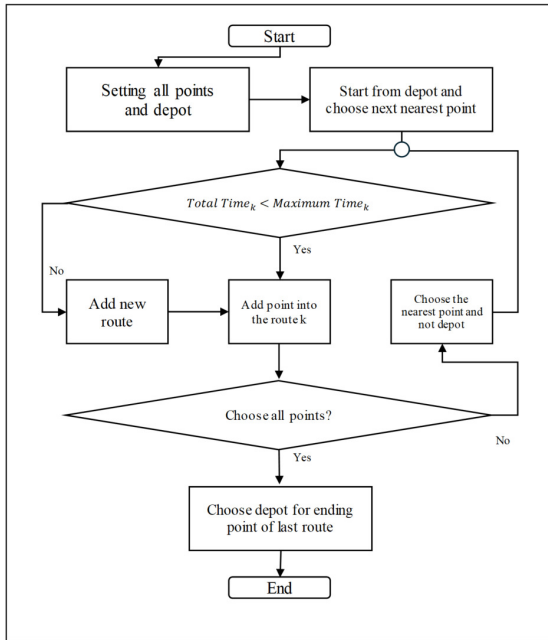 Start
Setting all points
and depot
Start from depot and
choose next nearest point
Total Timeₖ < Maximum Timeₖ
Yes
No
Add new
route
Add point into
the route k
Choose the
nearest point and
not depot
Choose all points?
No
Yes
Choose depot for ending
point of last route
End